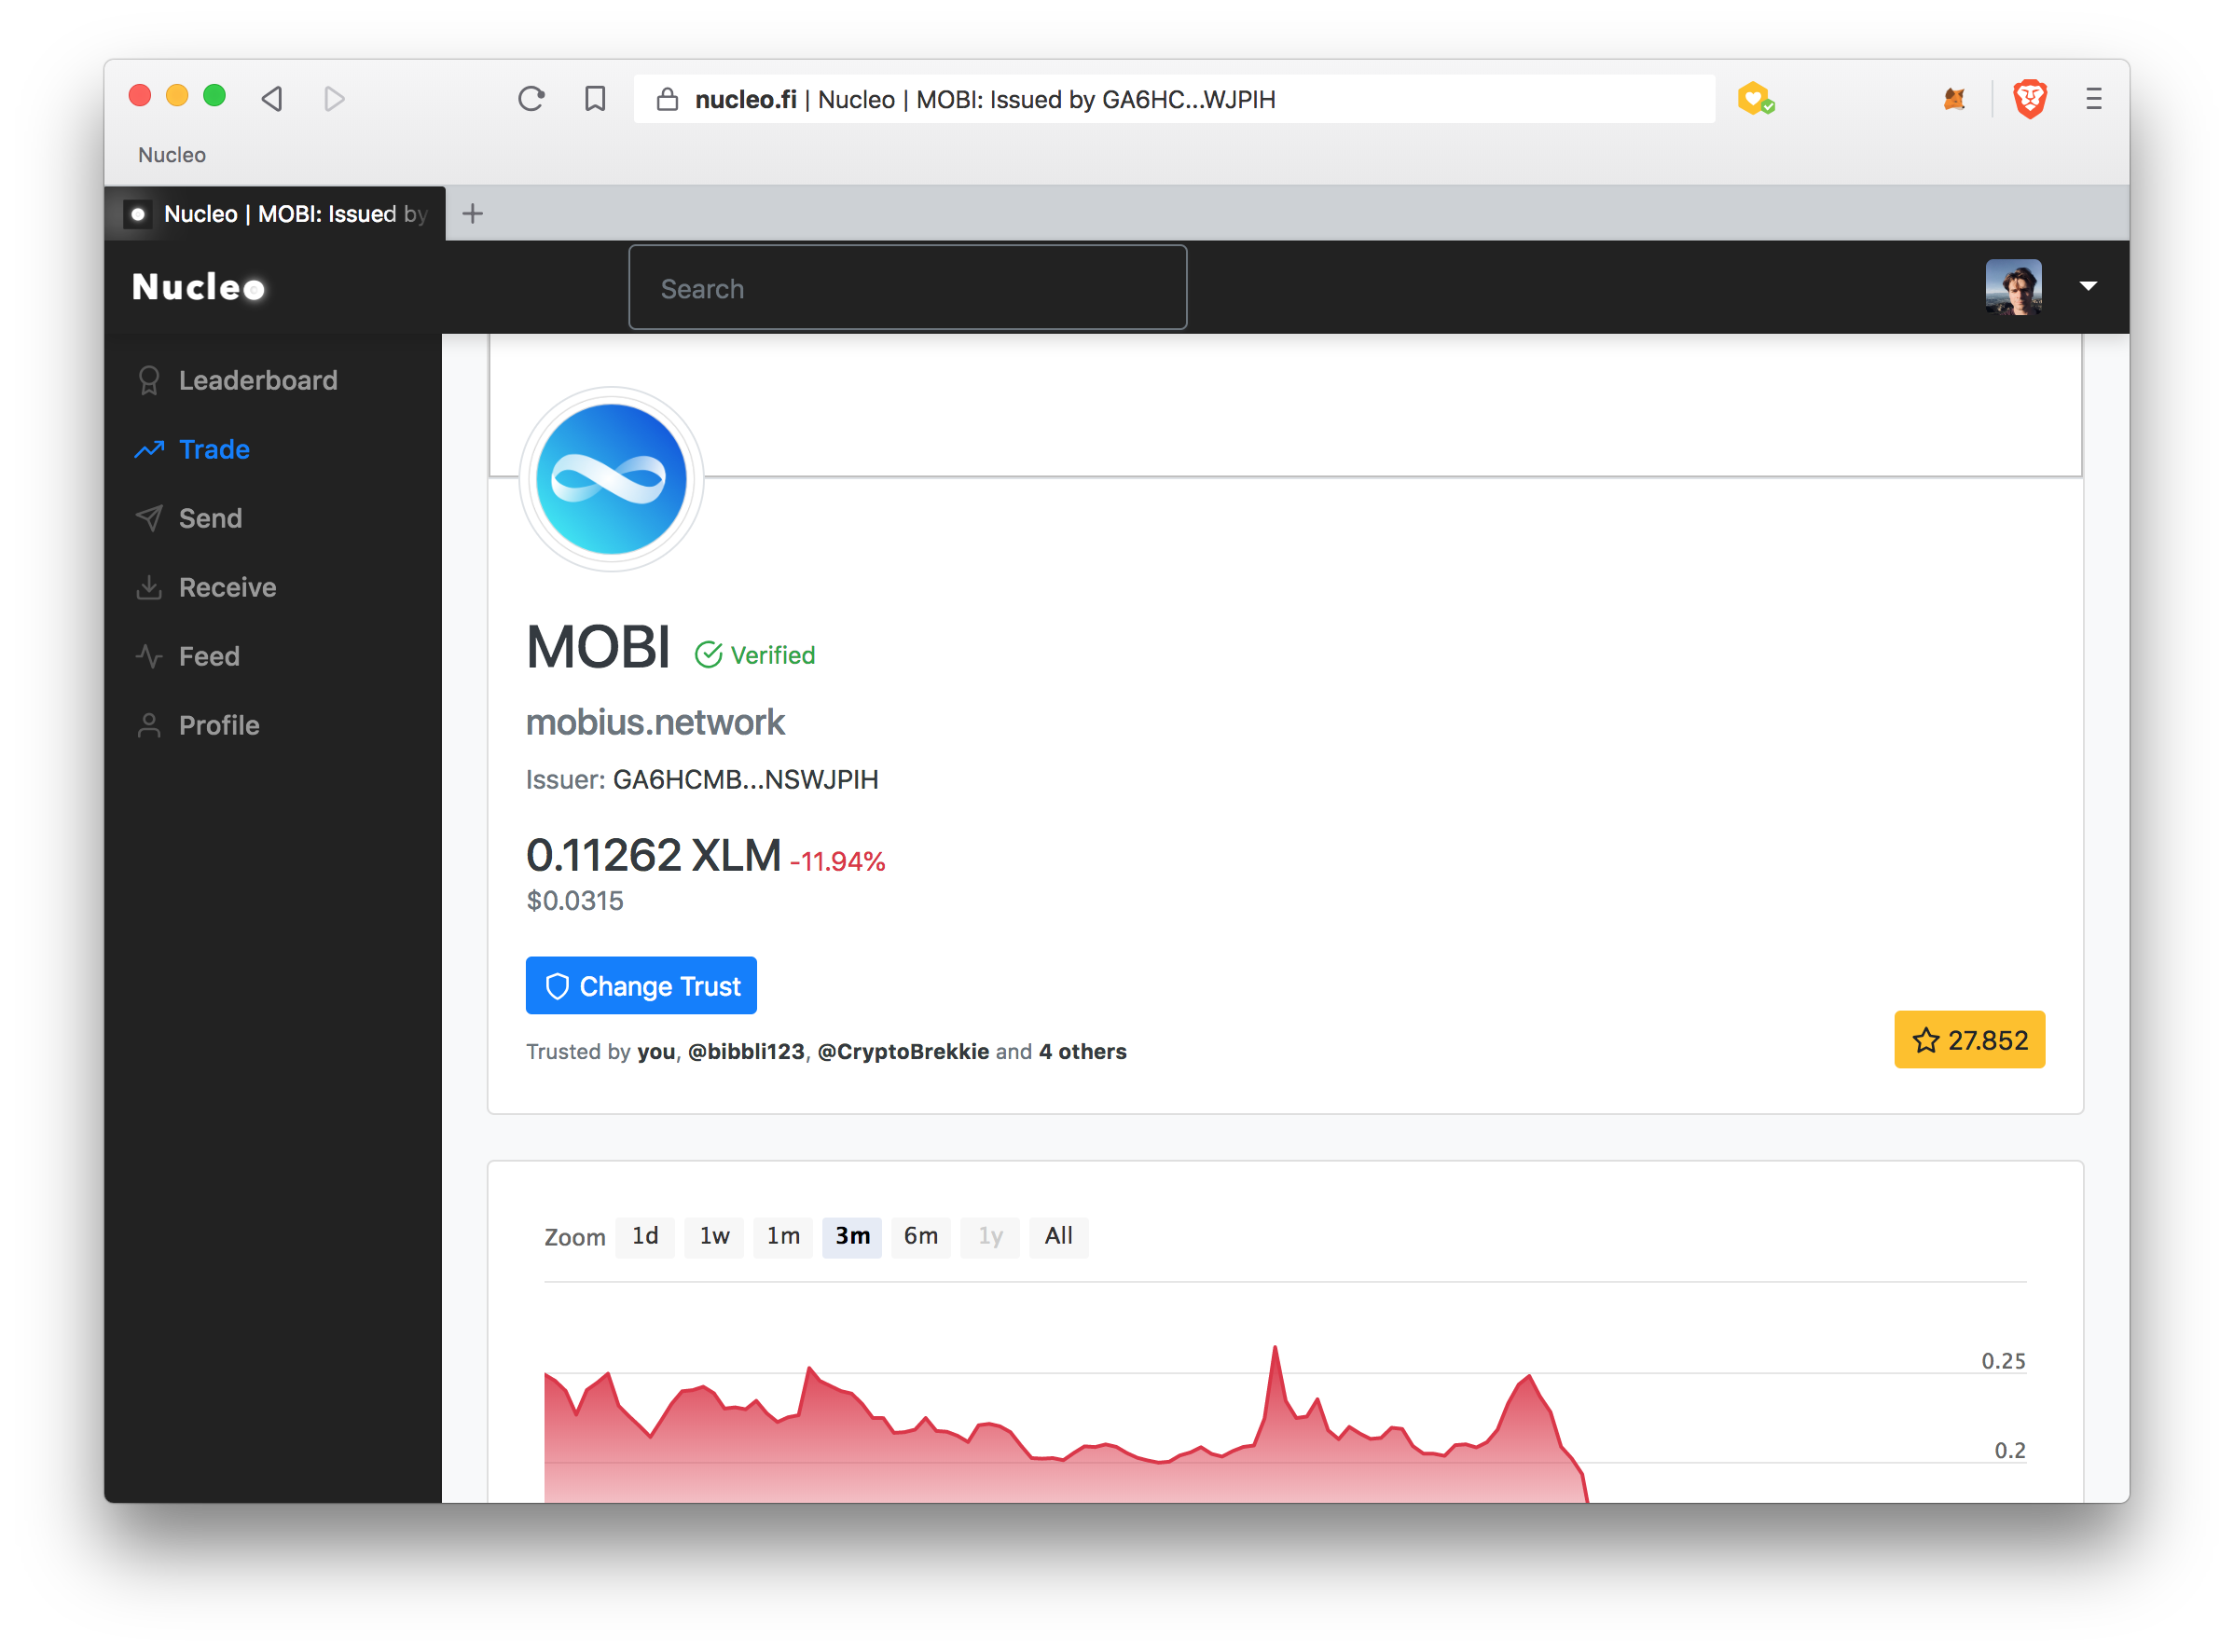 nucleo.fi | Nucleo | MOBI: Issued by GA6HC...WJPIH
Nucleo
Nucleo | MOBI: Issued by
Nucleo
Search
Leaderboard
Trade
Send
Receive
Feed
Profile
MOBI Verified
mobius.network
Issuer: GA6HCMB...NSWJPIH
0.11262 XLM -11.94%
$0.0315
Change Trust
Trusted by you, @bibbli123, @CryptoBrekkie and 4 others
27.852
Zoom 1d 1w 1m 3m 6m 1y All
0.25
0.2